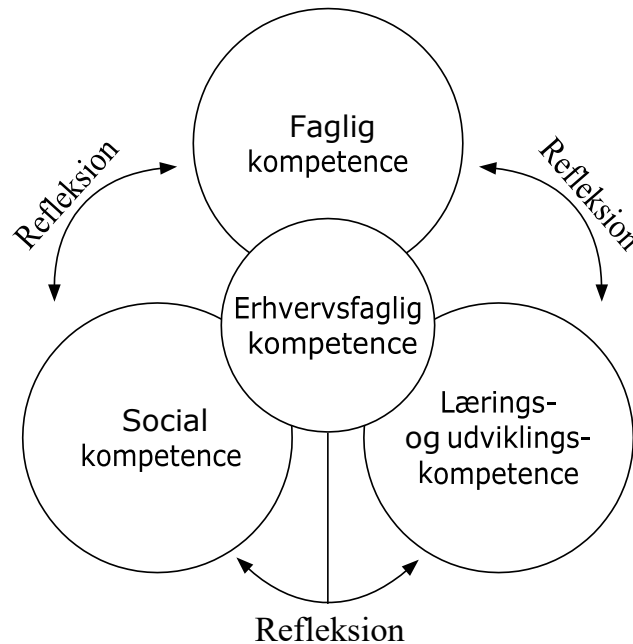 Faglig
kompetence
Refleksion
Refleksion
Erhvervsfaglig
kompetence
Social
kompetence
Lærings-
og udviklings-
kompetence
Refleksion